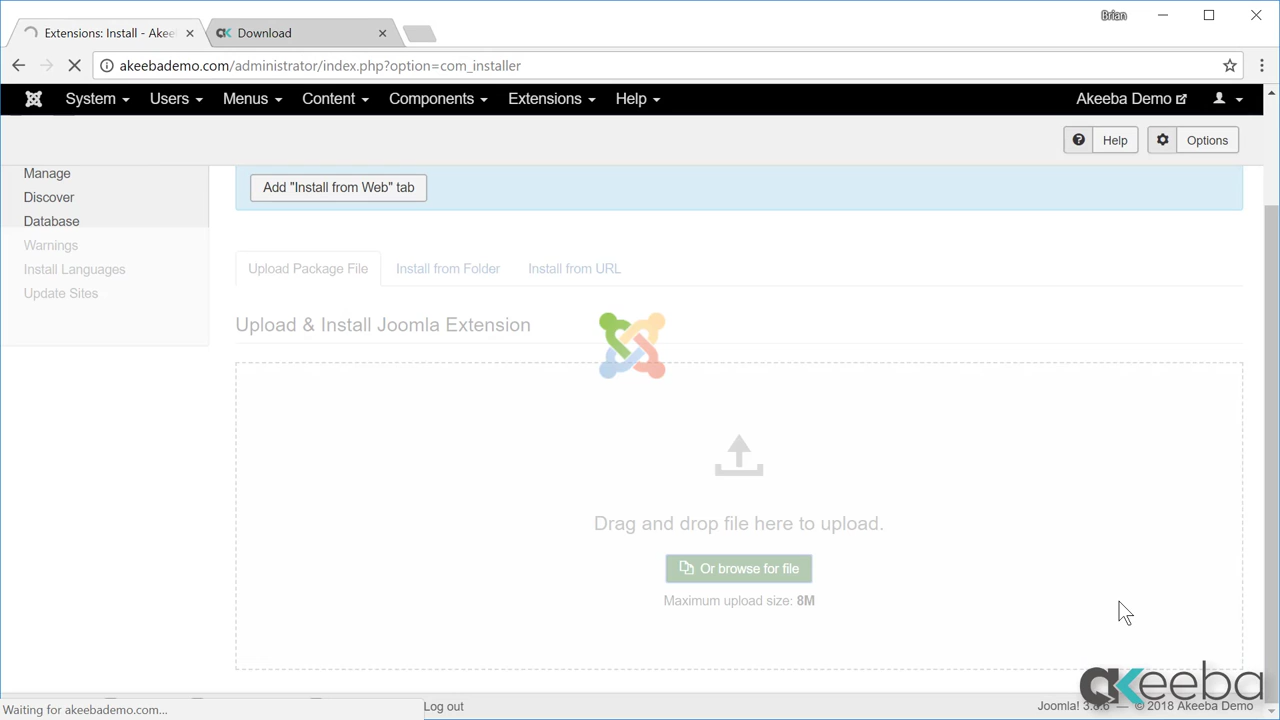 Extensions: Install - Akee
Download
Brian
akeebademo.com/administrator/index.php?option=com_installer
System
Users
Menus
Content
Components
Extensions
Help
Akeeba Demo
Help
Options
Manage
Discover
Database
Warnings
Install Languages
Update Sites
Add "Install from Web" tab
Upload Package File
Install from Folder
Install from URL
Upload & Install Joomla Extension
Drag and drop file here to upload.
Or browse for file
Maximum upload size: 8M
akeeba
Waiting for akeebademo.com...
Log out
Joomla! — © 2018 Akeeba Demo